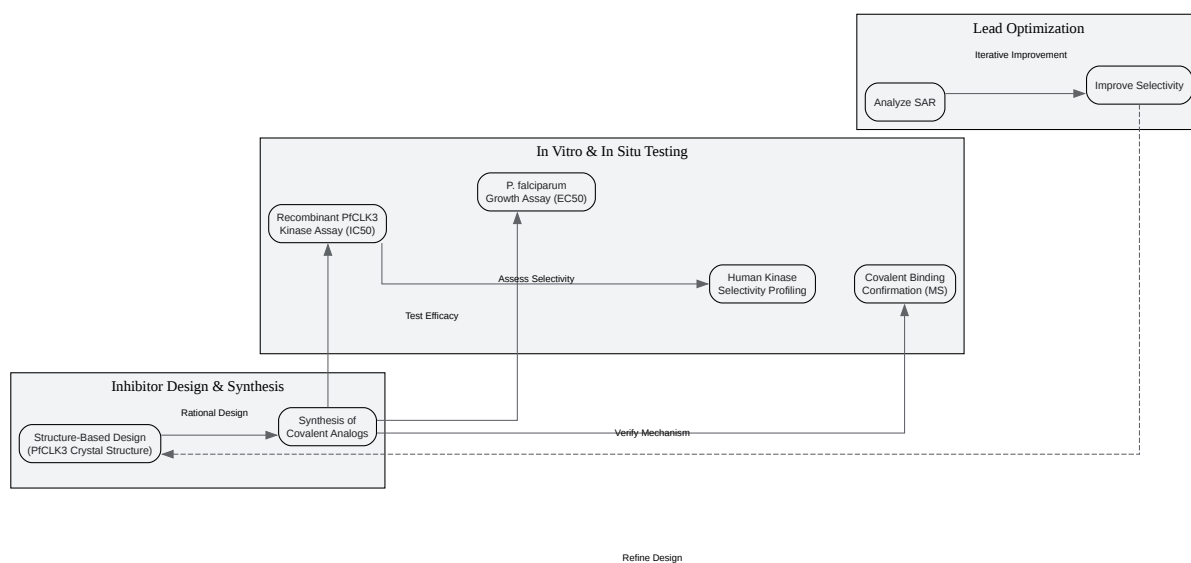 Lead Optimization
Iterative Improvement
Analyze SAR
Improve Selectivity
In Vitro & In Situ Testing
P. falciparum
Growth Assay (EC50)
Recombinant PfCLK3
Kinase Assay (IC50)
Assess Selectivity
Human Kinase
Selectivity Profiling
Covalent Binding
Confirmation (MS)
Test Efficacy
Inhibitor Design & Synthesis
Rational Design
Structure-Based Design
(PfCLK3 Crystal Structure)
Synthesis of
Covalent Analogs
Verify Mechanism
Refine Design